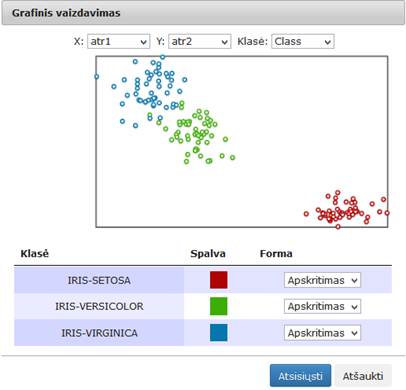 Grafinis vaizdavimas
X: atr1 Y: atr2 Klasė: Class
Klasė Spalva Forma
IRIS-SETOSA Apskritimas
IRIS-VERSICOLOR Apskritimas
IRIS-VIRGINICA Apskritimas
Atsisiųsti Atšaukti